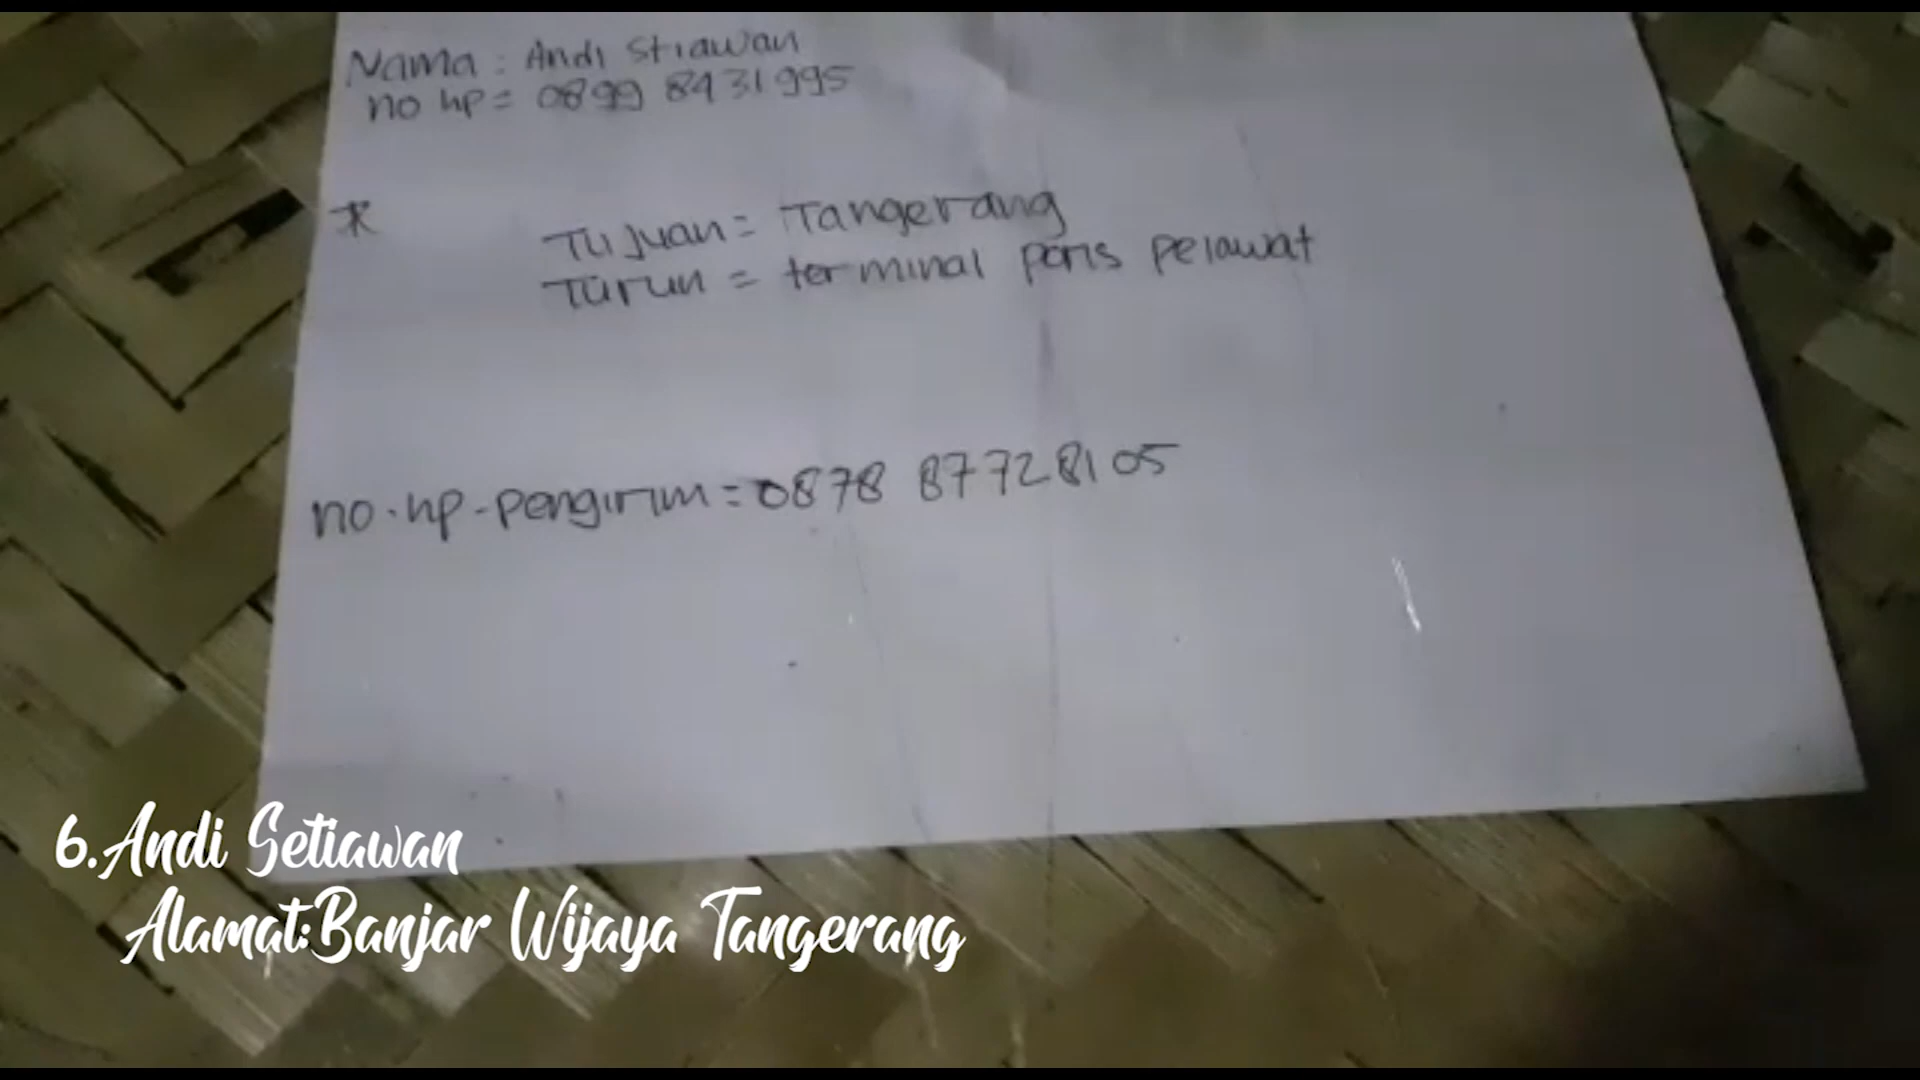 Nama : Andi Stiawan
no hp = 0899 8431995
Tujuan = Tangerang
Turun = terminal poris pelawat
no.hp-pengirim = 0878 87728105
6.Andi Setiawan
Alamat:Banjar Wijaya Tangerang